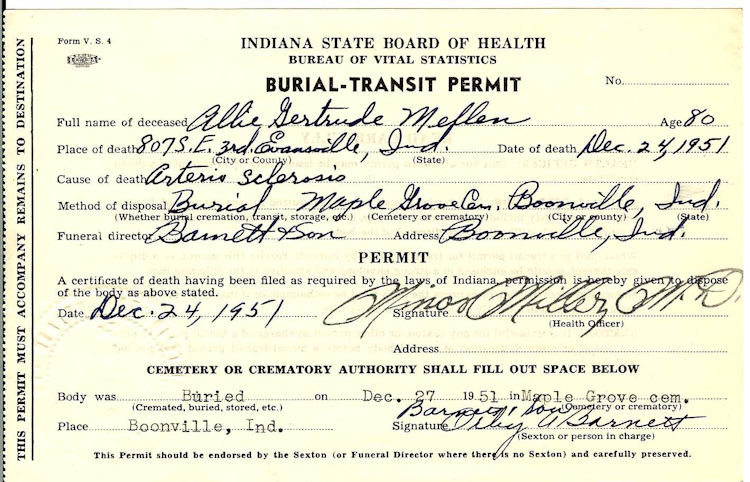 Form V. S. 4
INDIANA STATE BOARD OF HEALTH
BUREAU OF VITAL STATISTICS
BURIAL-TRANSIT PERMIT
No.
Full name of deceased Allie Gertrude Meflen Age 80
Place of death 807 S. E. 3rd. Evansville, Ind. Date of death Dec. 24, 1951
(City or County) (State)
Cause of death Arterio Sclerosis
Method of disposal Burial Maple Grove Cem. Boonville, Ind.
(Whether burial, cremation, transit, storage, etc.) (Cemetery or crematory) (City or county) (State)
Funeral director Barnett & Son Address Boonville, Ind.
PERMIT
A certificate of death having been filed as required by the laws of Indiana, permission is hereby given to dispose
of the body as above stated.
Date Dec. 24, 1951 Signature Minor Miller M.D.
(Health Officer)
Address
CEMETERY OR CREMATORY AUTHORITY SHALL FILL OUT SPACE BELOW
Body was Buried on Dec. 27 1951 in Maple Grove cem.
(Cremated, buried, stored, etc.) (Cemetery or crematory)
Place Boonville, Ind. Signature Barnett Barnett & Son
(Sexton or person in charge)
This Permit should be endorsed by the Sexton (or Funeral Director where there is no Sexton) and carefully preserved.
THIS PERMIT MUST ACCOMPANY REMAINS TO DESTINATION